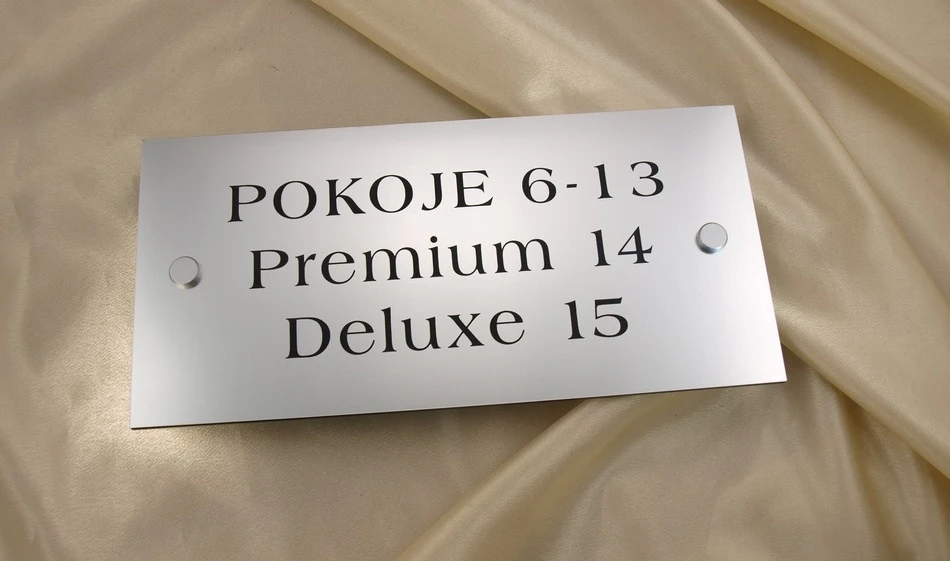 POKOJE 6-13
Premium 14
Deluxe 15